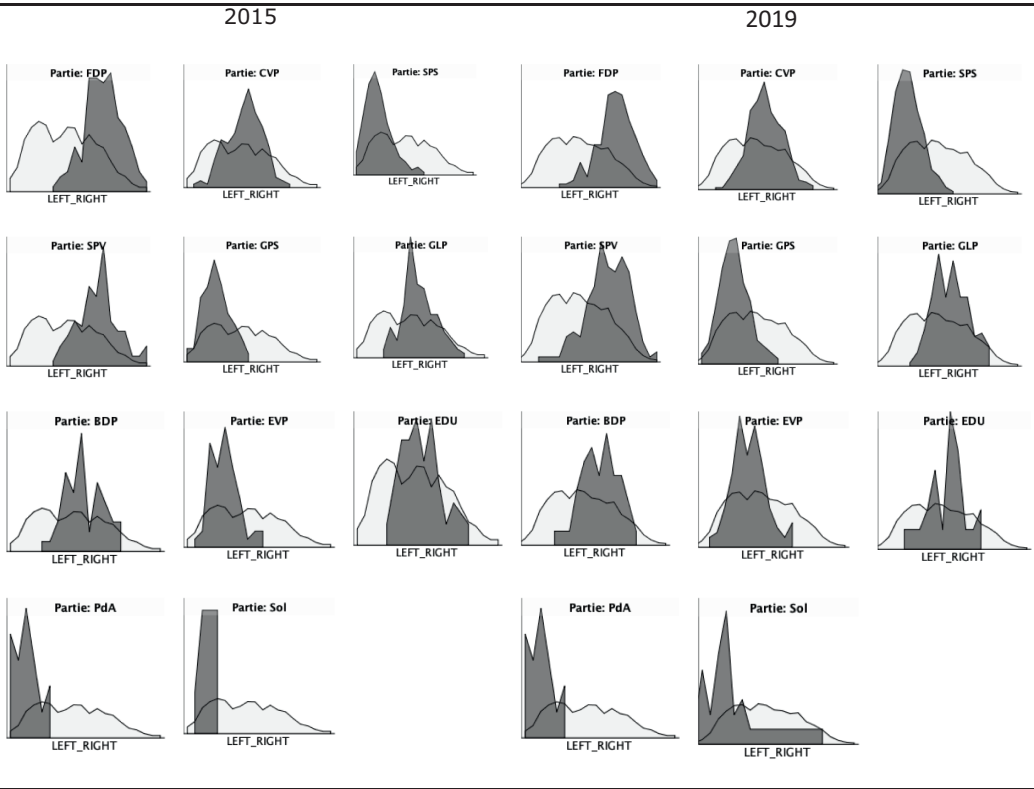 2015 2019
Partie: FDP Partie: CVP Partie: SPS Partie: FDP Partie: CVP Partie: SPS
LEFT_RIGHT LEFT_RIGHT LEFT_RIGHT LEFT_RIGHT LEFT_RIGHT LEFT_RIGHT
Partie: SPV Partie: GPS Partie: GLP Partie: SPV Partie: GPS Partie: GLP
LEFT_RIGHT LEFT_RIGHT LEFT_RIGHT LEFT_RIGHT LEFT_RIGHT LEFT_RIGHT
Partie: BDP Partie: EVP Partie: EDU Partie: BDP Partie: EVP Partie: EDU
LEFT_RIGHT LEFT_RIGHT LEFT_RIGHT LEFT_RIGHT LEFT_RIGHT LEFT_RIGHT
Partie: PdA Partie: Sol Partie: PdA Partie: Sol
LEFT_RIGHT LEFT_RIGHT LEFT_RIGHT LEFT_RIGHT